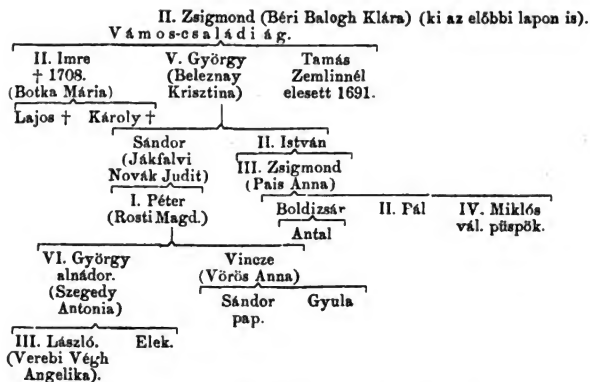 II. Zsigmond (Béri Balogh Klára) (ki az előbbi lapon is).
Vámos-családi ág.
II. Imre V. György Tamás
† 1708. (Beleznay Zemlinnél
(Botka Mária) Krisztina) elesett 1691.
Lajos † Károly †
Sándor II. István
(Jákfalvi III. Zsigmond
Novák Judit) (Pais Anna)
I. Péter Boldizsár II. Fál IV. Miklós
(Rosti Magd.) Antal vál. püspök.
VI. György Vincze
alnádor. (Vörös Anna)
(Szegedy Sándor Gyula
Antonia) pap.
III. László. Elek.
(Verebi Végh
Angelika).